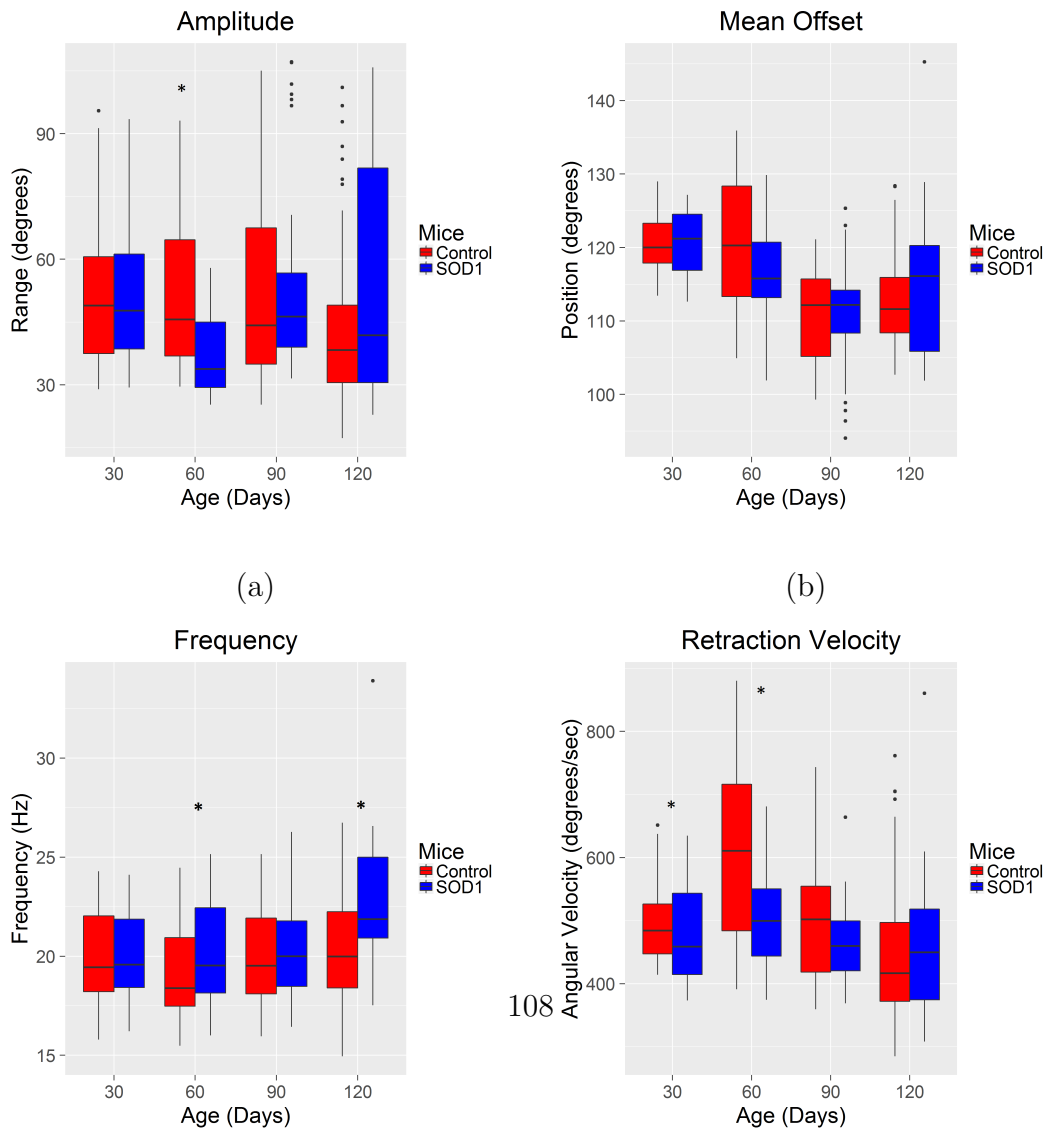 Amplitude
Mean Offset
*
90
60
30
Range (degrees)
30 60 90 120
Age (Days)
Mice
Control
SOD1
140
130
120
110
100
Position (degrees)
30 60 90 120
Age (Days)
Mice
Control
SOD1
(a)
(b)
Frequency
Retraction Velocity
* *
30
25
20
15
Frequency (Hz)
30 60 90 120
Age (Days)
Mice
Control
SOD1
108
* *
800
600
400
Angular Velocity (degrees/sec)
30 60 90 120
Age (Days)
Mice
Control
SOD1